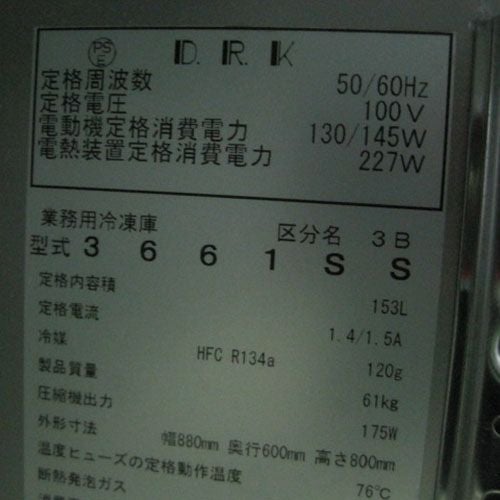 PS E D.R.K
定格周波数 50/60Hz
定格電圧 100V
電動機定格消費電力 130/145W
電熱装置定格消費電力 227W
業務用冷凍庫 区分名 3B
型式 3661SS
定格内容積 153L
定格電流 1.4/1.5A
冷媒 HFC R134a 120g
製品質量 61kg
圧縮機出力 175W
外形寸法 幅880mm 奥行600mm 高さ800mm
温度ヒューズの定格動作温度 76℃
断熱発泡ガス